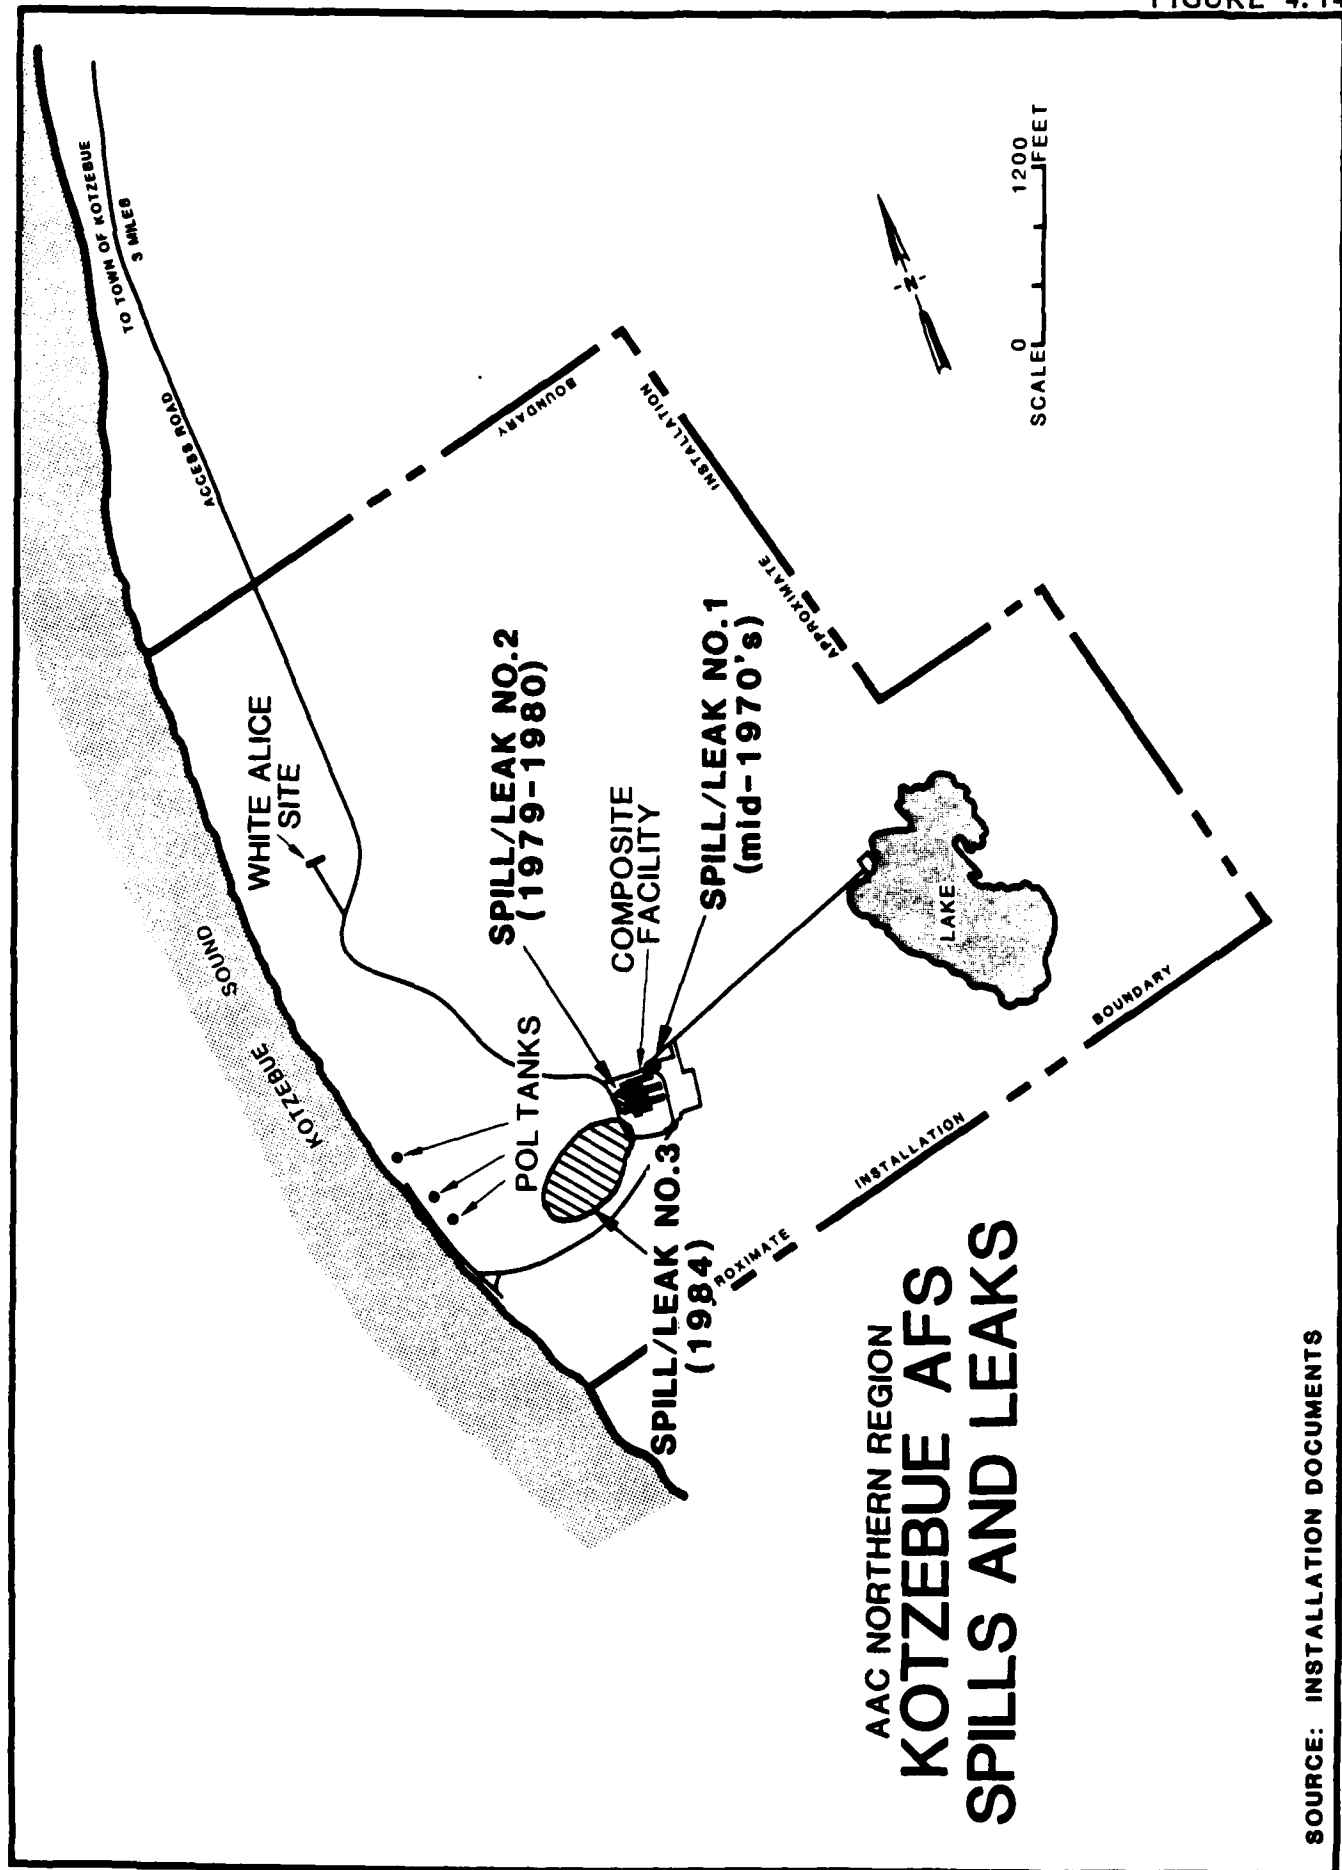 FIGURE 4.14
TO TOWN OF KOTZEBUE
3 MILES
ACCESS ROAD
WHITE ALICE
SITE
KOTZEBUE SOUND
POL TANKS
SPILL/LEAK NO.2
(1979-1980)
COMPOSITE
FACILITY
SPILL/LEAK NO.1
(mid-1970's)
SPILL/LEAK NO.3
(1984)
LAKE
APPROXIMATE INSTALLATION BOUNDARY
ROXIMATE INSTALLATION BOUNDARY
N
0 1200
SCALE FEET
AAC NORTHERN REGION
KOTZEBUE AFS
SPILLS AND LEAKS
SOURCE: INSTALLATION DOCUMENTS